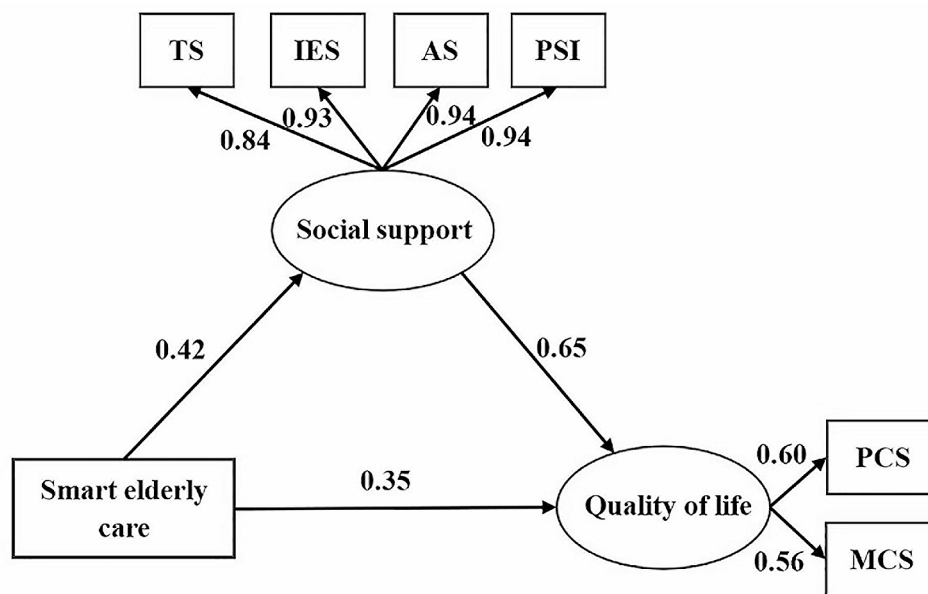 TS
IES
AS
PSI
0.84
0.93
0.94
0.94
Social support
0.42
0.65
Smart elderly
care
0.35
Quality of life
0.60
PCS
0.56
MCS